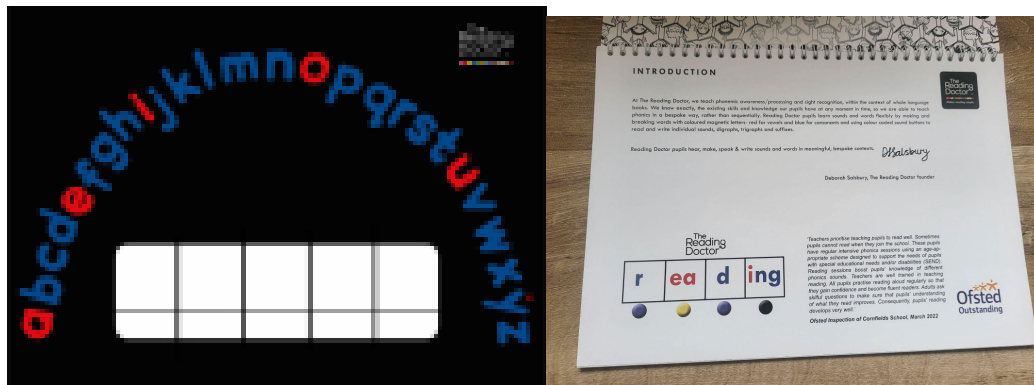 a b c d e f g h i j k l m n o p q r s t u v w x y z
The
Reading
Doctor
INTRODUCTION
The
Reading
Doctor
At The Reading Doctor, we teach phonemic awareness/processing and sight recognition, within the context of whole language
books. We know exactly, the existing skills and knowledge our pupils have at any moment in time, so we are able to teach
phonics in a bespoke way, rather than sequentially. Reading Doctor pupils learn sounds and words flexibly by making and
breaking words with coloured magnetic letters- red for vowels and blue for consonants and using colour coded sound buttons to
read and write individual sounds, digraphs, trigraphs and suffixes.
Reading Doctor pupils hear, make, speak & write sounds and words in meaningful, bespoke contexts.
DSalsbury
Deborah Salsbury, The Reading Doctor founder
The
Reading
Doctor
r ea d ing
'Teachers prioritise teaching pupils to read well. Sometimes
pupils cannot read when they join the school. These pupils
have regular intensive phonics sessions using an age-ap-
propriate scheme designed to support the needs of pupils
with special educational needs and/or disabilities (SEND).
Reading sessions boost pupils' knowledge of different
phonics sounds. Teachers are well trained in teaching
reading. All pupils practise reading aloud regularly so that
they gain confidence and become fluent readers. Adults ask
skilful questions to make sure that pupils' understanding
of what they read improves. Consequently, pupils' reading
develops very well.'
Ofsted Inspection of Cornfields School, March 2022
Ofsted
Outstanding